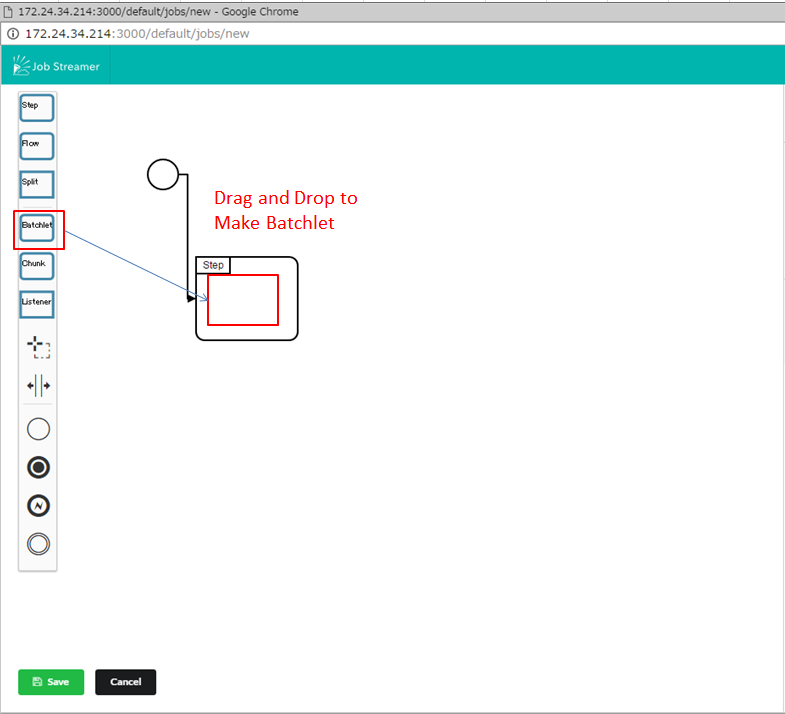 172.24.34.214:3000/default/jobs/new - Google Chrome
172.24.34.214:3000/default/jobs/new
Job Streamer
Step
Flow
Split
Batchlet
Chunk
Listener
Drag and Drop to
Make Batchlet
Step
Save
Cancel